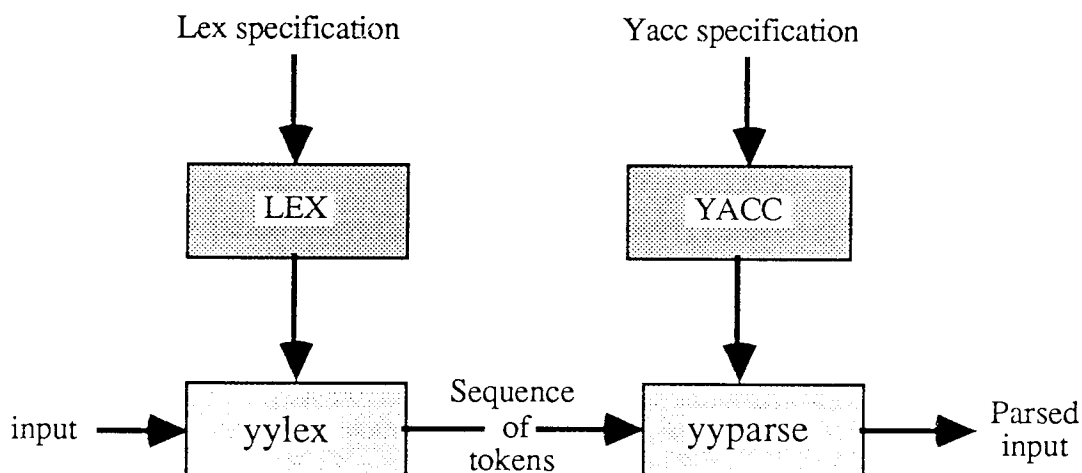 Lex specification
Yacc specification
LEX
YACC
input
yylex
Sequence
of
tokens
yyparse
Parsed
input